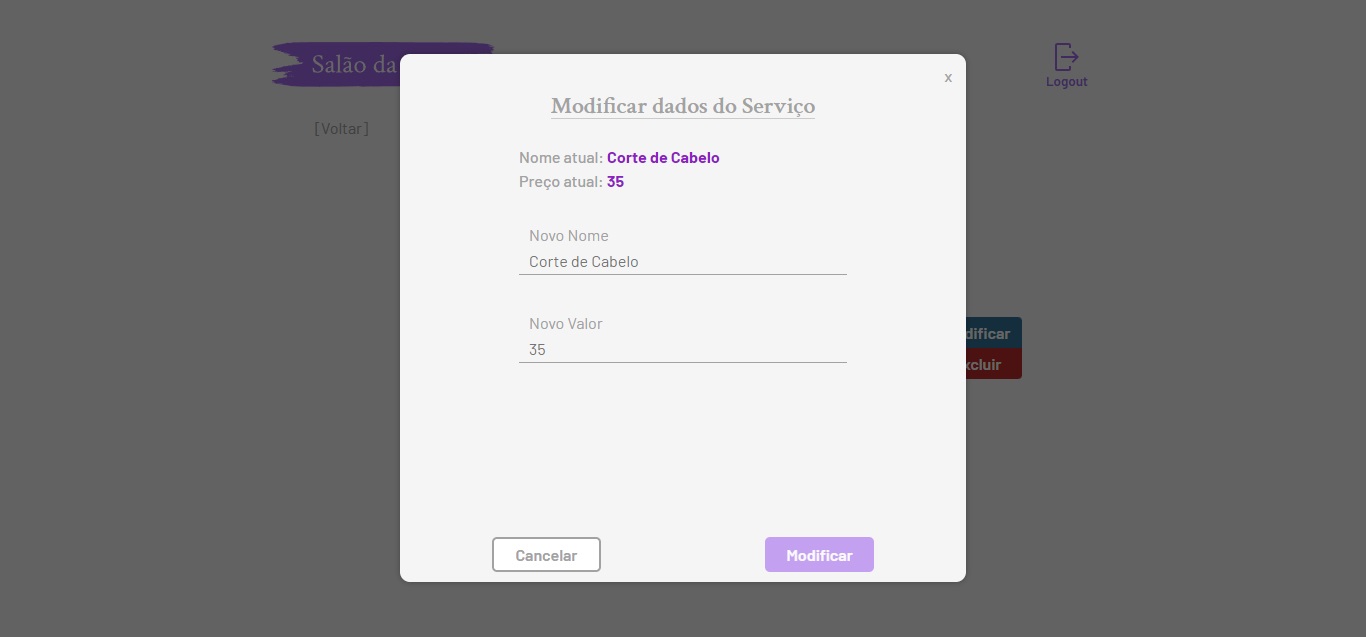 Salão da
Logout
[Voltar]
x
Modificar dados do Serviço
Nome atual: Corte de Cabelo
Preço atual: 35
Novo Nome
Corte de Cabelo
Novo Valor
35
dificar
xcluir
Cancelar
Modificar